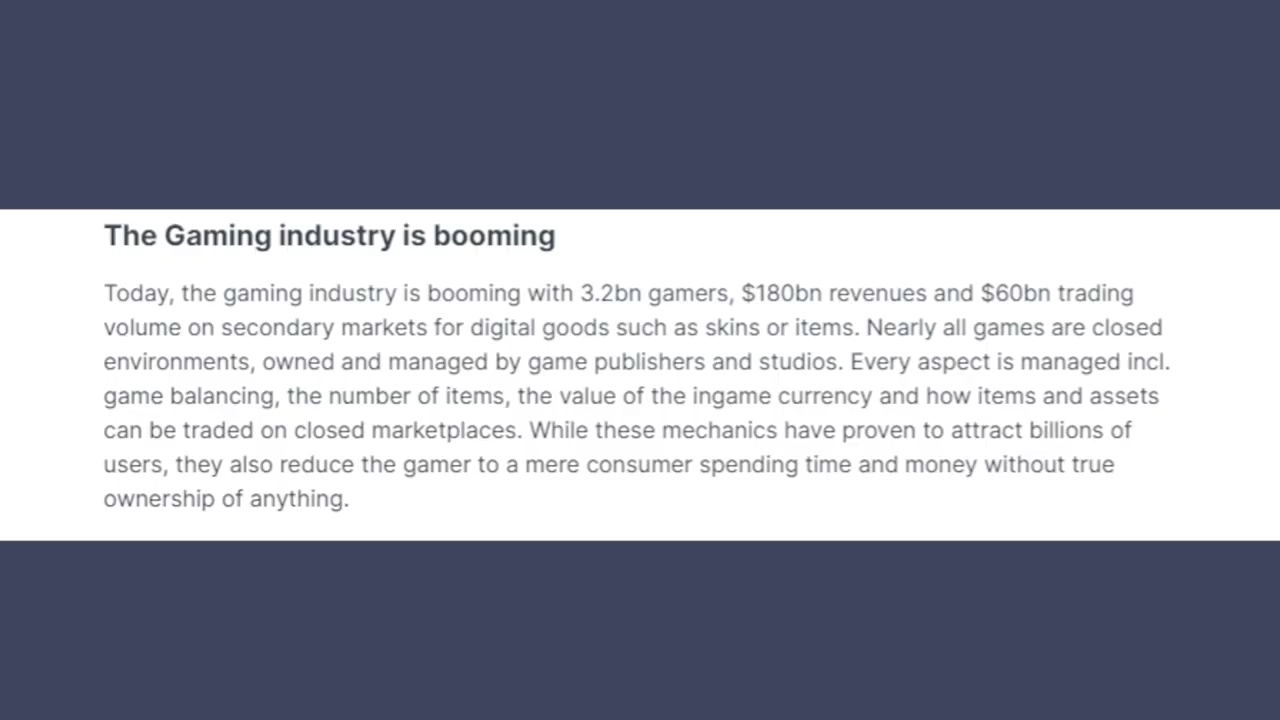 The Gaming industry is booming
Today, the gaming industry is booming with 3.2bn gamers, $180bn revenues and $60bn trading
volume on secondary markets for digital goods such as skins or items. Nearly all games are closed
environments, owned and managed by game publishers and studios. Every aspect is managed incl.
game balancing, the number of items, the value of the ingame currency and how items and assets
can be traded on closed marketplaces. While these mechanics have proven to attract billions of
users, they also reduce the gamer to a mere consumer spending time and money without true
ownership of anything.